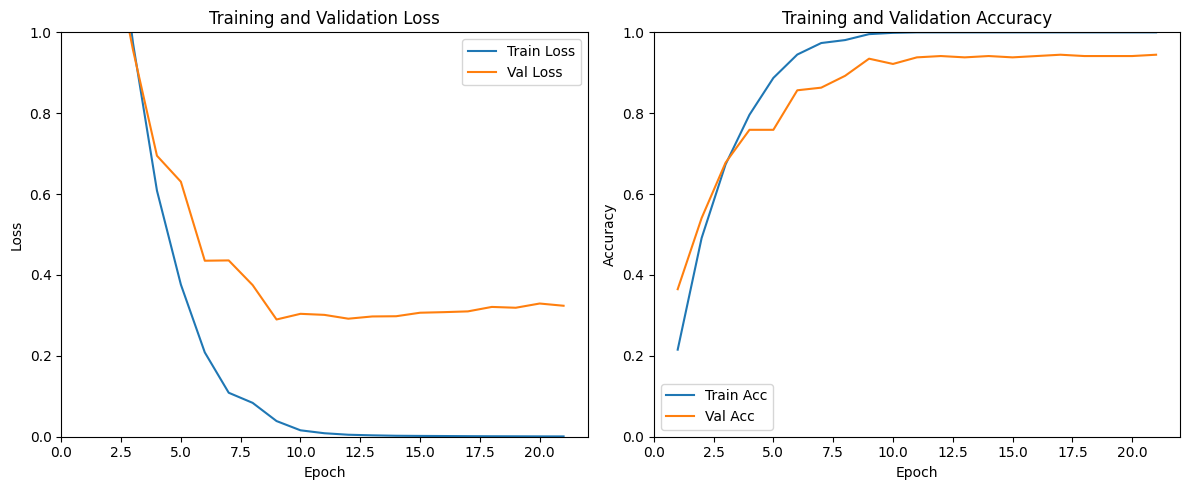 Training and Validation Loss
1.0
0.8
0.6
0.4
0.2
0.0
Loss
Train Loss
Val Loss
0.0 2.5 5.0 7.5 10.0 12.5 15.0 17.5 20.0
Epoch
Training and Validation Accuracy
1.0
0.8
0.6
0.4
0.2
0.0
Accuracy
Train Acc
Val Acc
0.0 2.5 5.0 7.5 10.0 12.5 15.0 17.5 20.0
Epoch